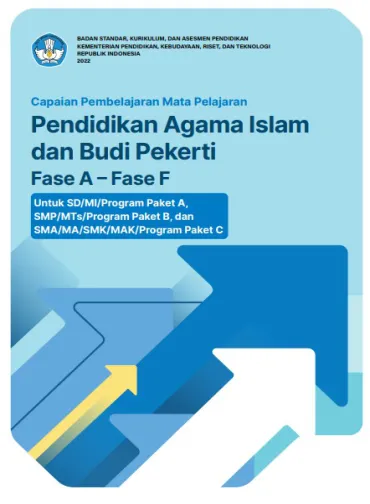 BADAN STANDAR, KURIKULUM, DAN ASESMEN PENDIDIKAN
KEMENTERIAN PENDIDIKAN, KEBUDAYAAN, RISET, DAN TEKNOLOGI
REPUBLIK INDONESIA
2022
Capaian Pembelajaran Mata Pelajaran
Pendidikan Agama Islam
dan Budi Pekerti
Fase A – Fase F
Untuk SD/MI/Program Paket A,
SMP/MTs/Program Paket B, dan
SMA/MA/SMK/MAK/Program Paket C